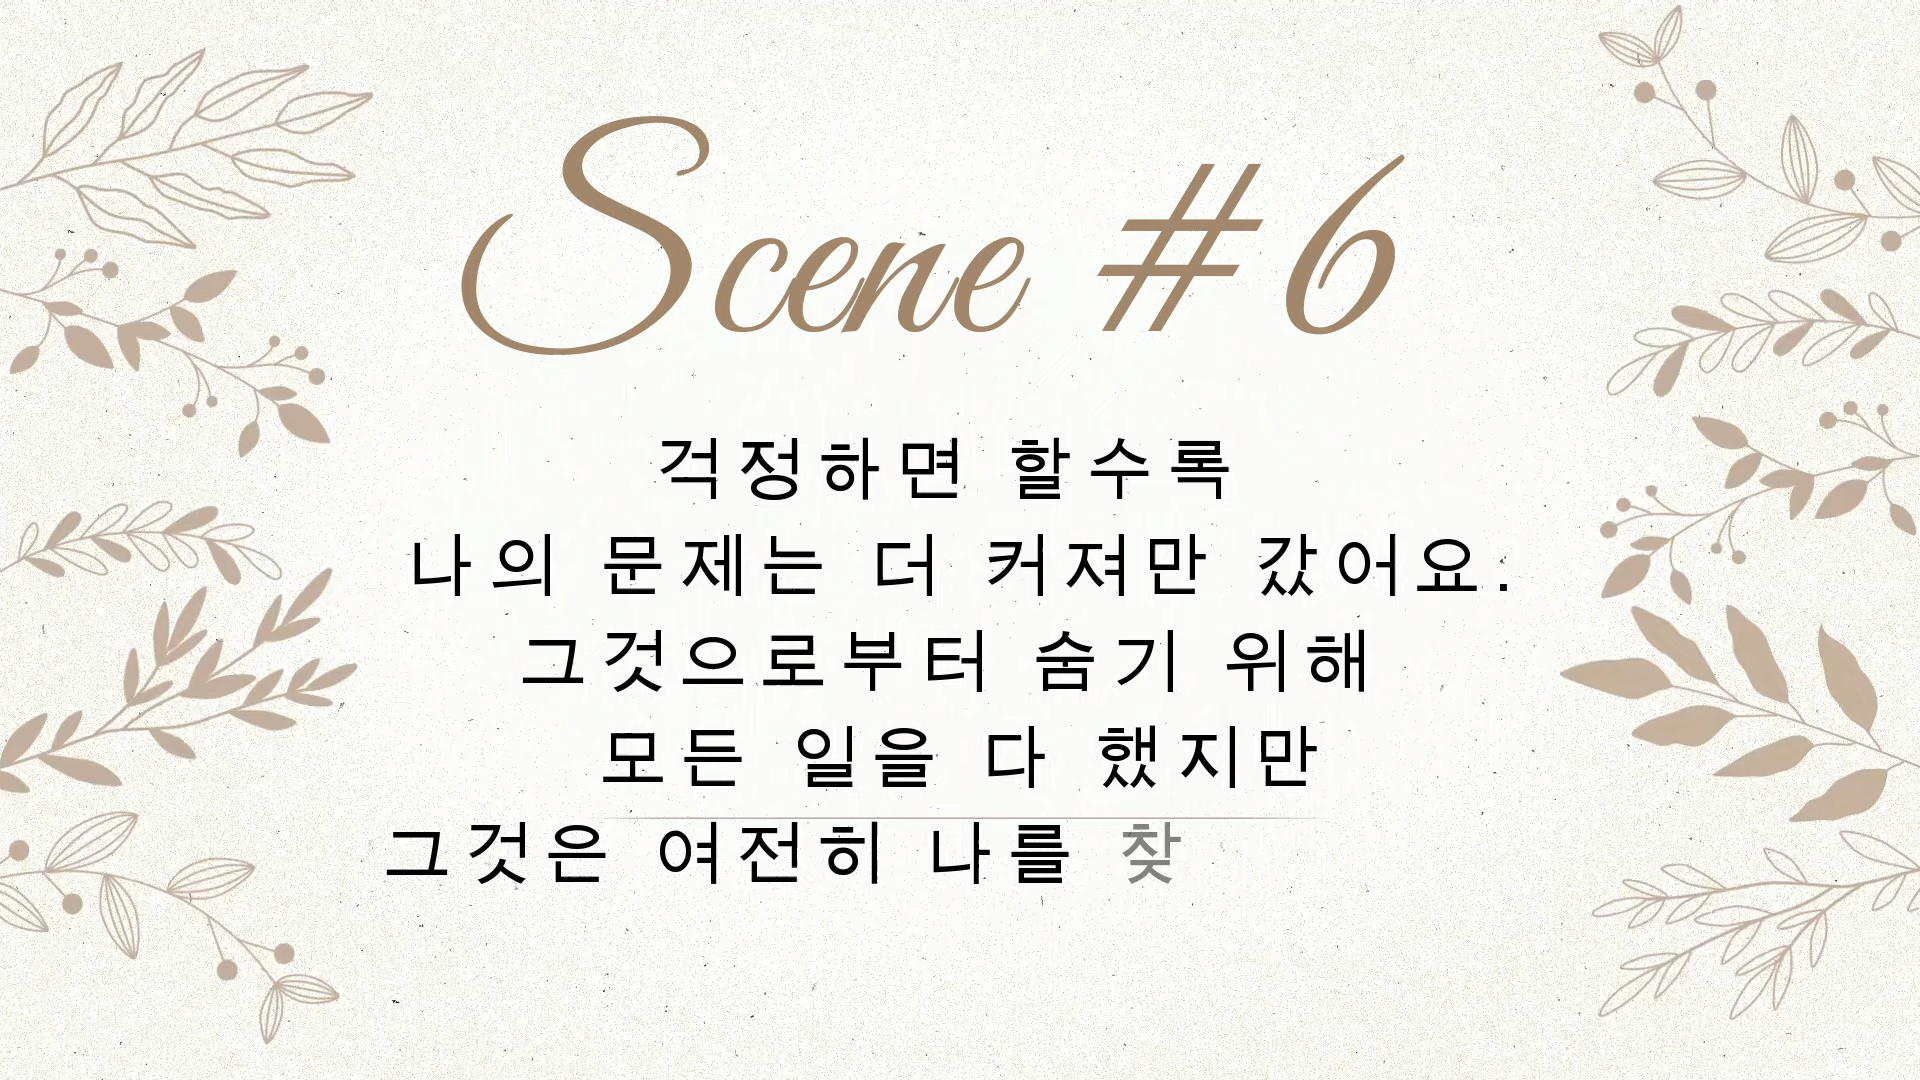 Scene #6
걱정하면 할수록
나의 문제는 더 커져만 갔어요.
그것으로부터 숨기 위해
모든 일을 다 했지만
그것은 여전히 나를 찾